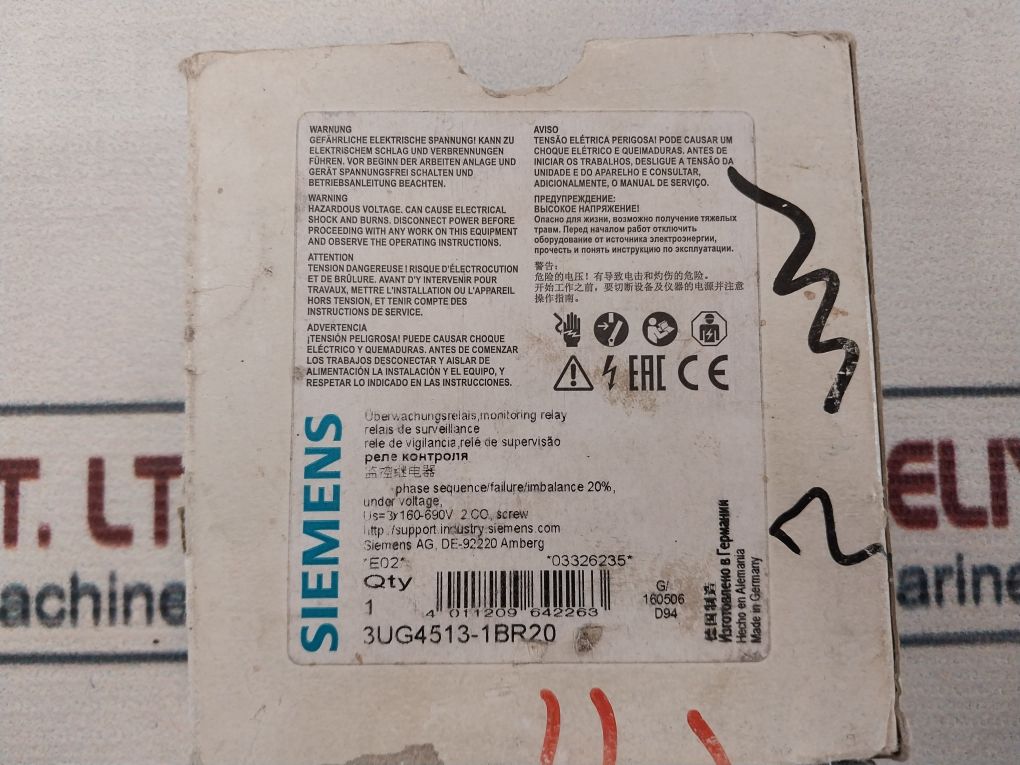 WARNUNG
GEFÄHRLICHE ELEKTRISCHE SPANNUNG! KANN ZU
ELEKTRISCHEM SCHLAG UND VERBRENNUNGEN
FÜHREN. VOR BEGINN DER ARBEITEN ANLAGE UND
GERÄT SPANNUNGSFREI SCHALTEN UND
BETRIEBSANLEITUNG BEACHTEN.
WARNING
HAZARDOUS VOLTAGE. CAN CAUSE ELECTRICAL
SHOCK AND BURNS. DISCONNECT POWER BEFORE
PROCEEDING WITH ANY WORK ON THIS EQUIPMENT
AND OBSERVE THE OPERATING INSTRUCTIONS.
ATTENTION
TENSION DANGEREUSE! RISQUE D'ÉLECTROCUTION
ET DE BRÛLURE. AVANT D'Y INTERVENIR POUR
TRAVAUX, METTRE L'INSTALLATION OU L'APPAREIL
HORS TENSION, ET TENIR COMPTE DES
INSTRUCTIONS DE SERVICE.
ADVERTENCIA
¡TENSIÓN PELIGROSA! PUEDE CAUSAR CHOQUE
ELÉCTRICO Y QUEMADURAS. ANTES DE COMENZAR
LOS TRABAJOS DESCONECTAR Y AISLAR DE
ALIMENTACIÓN LA INSTALACIÓN Y EL EQUIPO, Y
RESPETAR LO INDICADO EN LAS INSTRUCCIONES.
AVISO
TENSÃO ELÉTRICA PERIGOSA! PODE CAUSAR UM
CHOQUE ELÉTRICO E QUEIMADURAS. ANTES DE
INICIAR OS TRABALHOS, DESLIGUE A TENSÃO DA
UNIDADE E DO APARELHO E CONSULTAR,
ADICIONALMENTE, O MANUAL DE SERVIÇO.
ПРЕДУПРЕЖДЕНИЕ:
ВЫСОКОЕ НАПРЯЖЕНИЕ!
Опасно для жизни, возможно получение тяжелых
травм. Перед началом работ отключить
оборудование от источника электроэнергии,
прочесть и понять инструкцию по эксплуатации.
警告:
危险的电压! 有导致电击和灼伤的危险。
开始工作之前, 要切断设备及仪器的电源并注意
操作指南。
EAC CE
SIEMENS
Überwachungsrelais,monitoring relay
relais de surveillance
rele de vigilancia,relé de supervisão
реле контроля
监控继电器
phase sequence/failure/imbalance 20%,
under voltage,
Us=3x160-690V 2 CO, screw
http://support.industry.siemens.com
Siemens AG, DE-92220 Amberg
*E02* *03326235*
Qty
1
4 011209 642263
3UG4513-1BR20
G/
160506
D94
德国制造
Изготовлено в Германии
Hecho en Alemania
Made in Germany
T. LT
ELIY
achine
arine